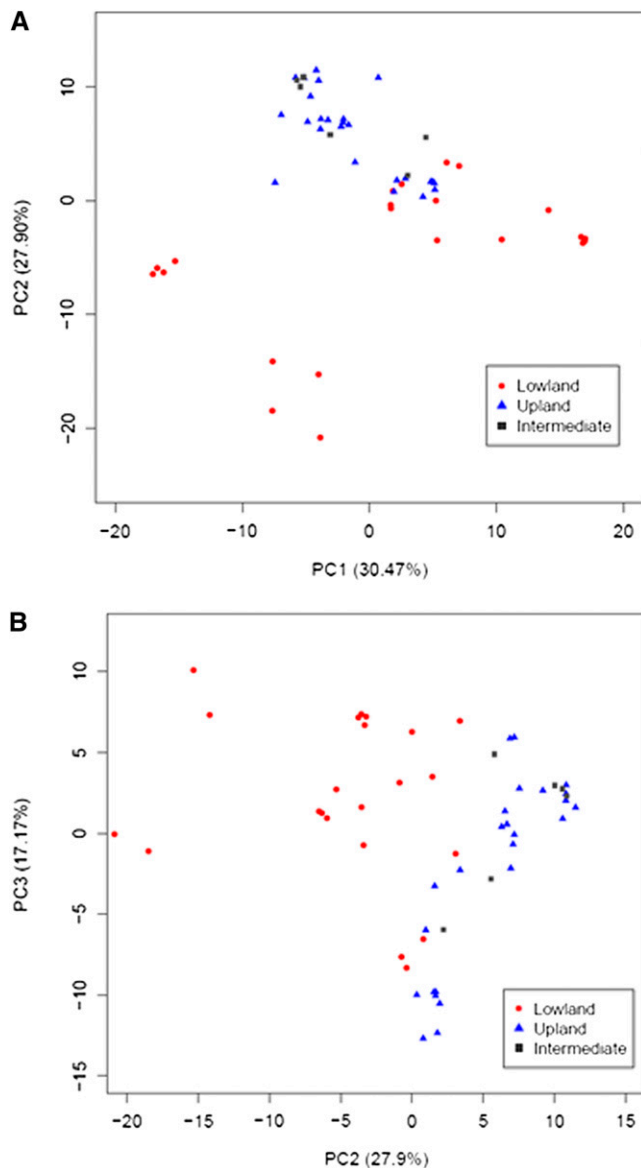 A
10
0
−10
−20
PC2 (27.90%)
Lowland
Upland
Intermediate
−20 −10 0 10 20
PC1 (30.47%)
B
10
5
0
−5
−10
−15
PC3 (17.17%)
Lowland
Upland
Intermediate
−20 −15 −10 −5 0 5 10 15
PC2 (27.9%)